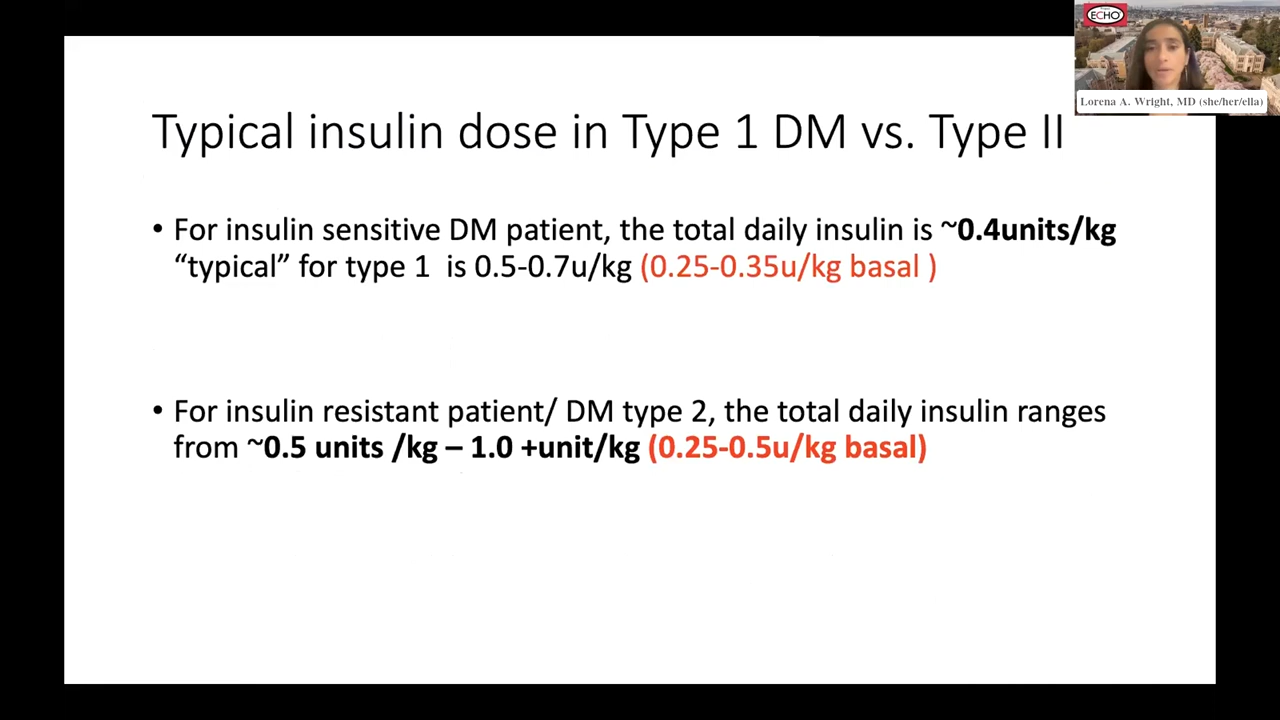 ECHO
Lorena A. Wright, MD (she/her/ella)
Typical insulin dose in Type 1 DM vs. Type II
• For insulin sensitive DM patient, the total daily insulin is ~0.4units/kg
“typical” for type 1 is 0.5-0.7u/kg (0.25-0.35u/kg basal )
• For insulin resistant patient/ DM type 2, the total daily insulin ranges
from ~0.5 units /kg – 1.0 +unit/kg (0.25-0.5u/kg basal)